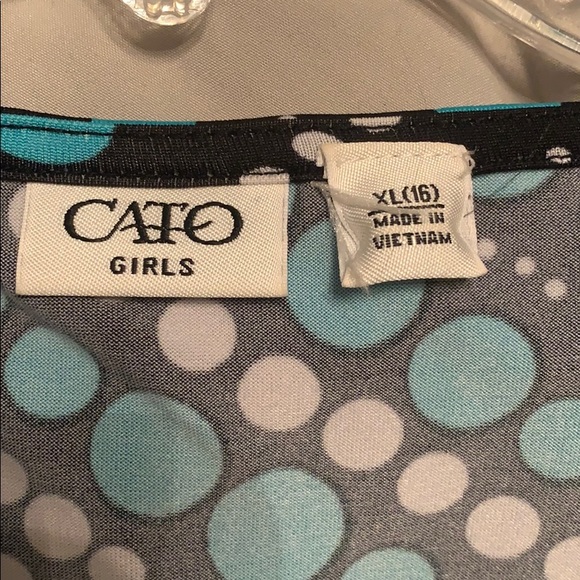 CATO
GIRLS
XL(16)
MADE IN
VIETNAM